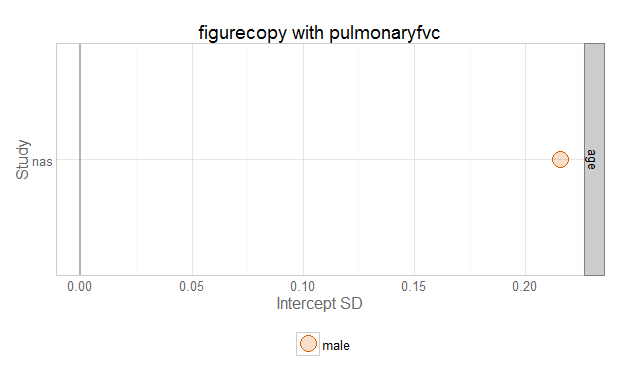 figurecopy with pulmonaryfvc
Study
nas
age
0.00 0.05 0.10 0.15 0.20
Intercept SD
male